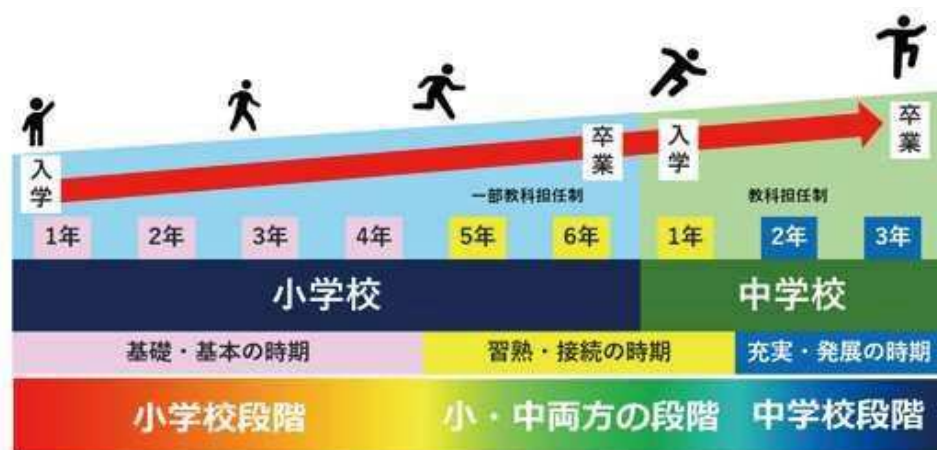 入学
卒業
入学
卒業
一部教科担任制
教科担任制
1年
2年
3年
4年
5年
6年
1年
2年
3年
小学校
中学校
基礎・基本の時期
習熟・接続の時期
充実・発展の時期
小学校段階
小・中両方の段階
中学校段階